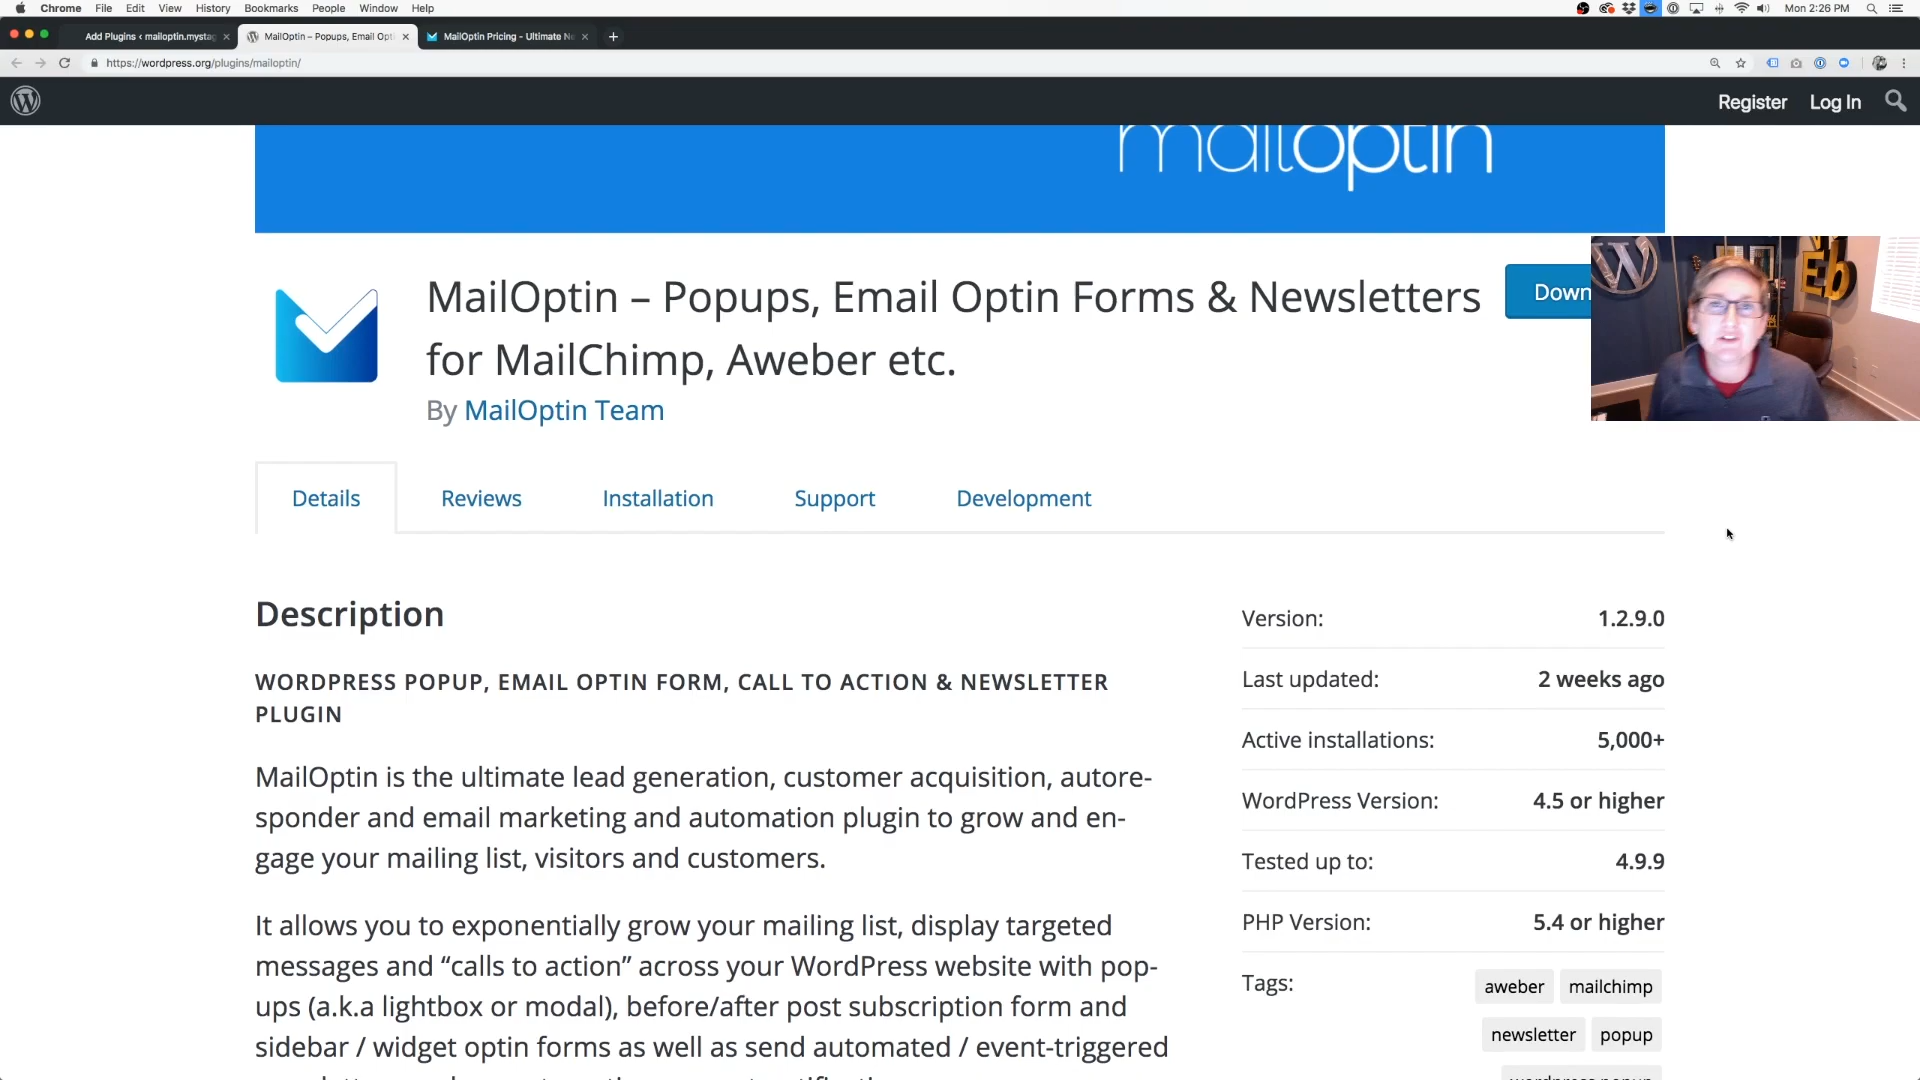 Chrome File Edit View History Bookmarks People Window Help
Mon 2:26 PM
Add Plugins ‹ mailoptin.mystag
MailOptin – Popups, Email Opti
MailOptin Pricing - Ultimate Ne
https://wordpress.org/plugins/mailoptin/
Register Log In
mailoptin
MailOptin – Popups, Email Optin Forms & Newsletters
for MailChimp, Aweber etc.
Down
By MailOptin Team
Details Reviews Installation Support Development
Description
WORDPRESS POPUP, EMAIL OPTIN FORM, CALL TO ACTION & NEWSLETTER
PLUGIN
MailOptin is the ultimate lead generation, customer acquisition, autore-
sponder and email marketing and automation plugin to grow and en-
gage your mailing list, visitors and customers.
It allows you to exponentially grow your mailing list, display targeted
messages and “calls to action” across your WordPress website with pop-
ups (a.k.a lightbox or modal), before/after post subscription form and
sidebar / widget optin forms as well as send automated / event-triggered
Version: 1.2.9.0
Last updated: 2 weeks ago
Active installations: 5,000+
WordPress Version: 4.5 or higher
Tested up to: 4.9.9
PHP Version: 5.4 or higher
Tags: aweber mailchimp
newsletter popup
wordpress popup
Eb